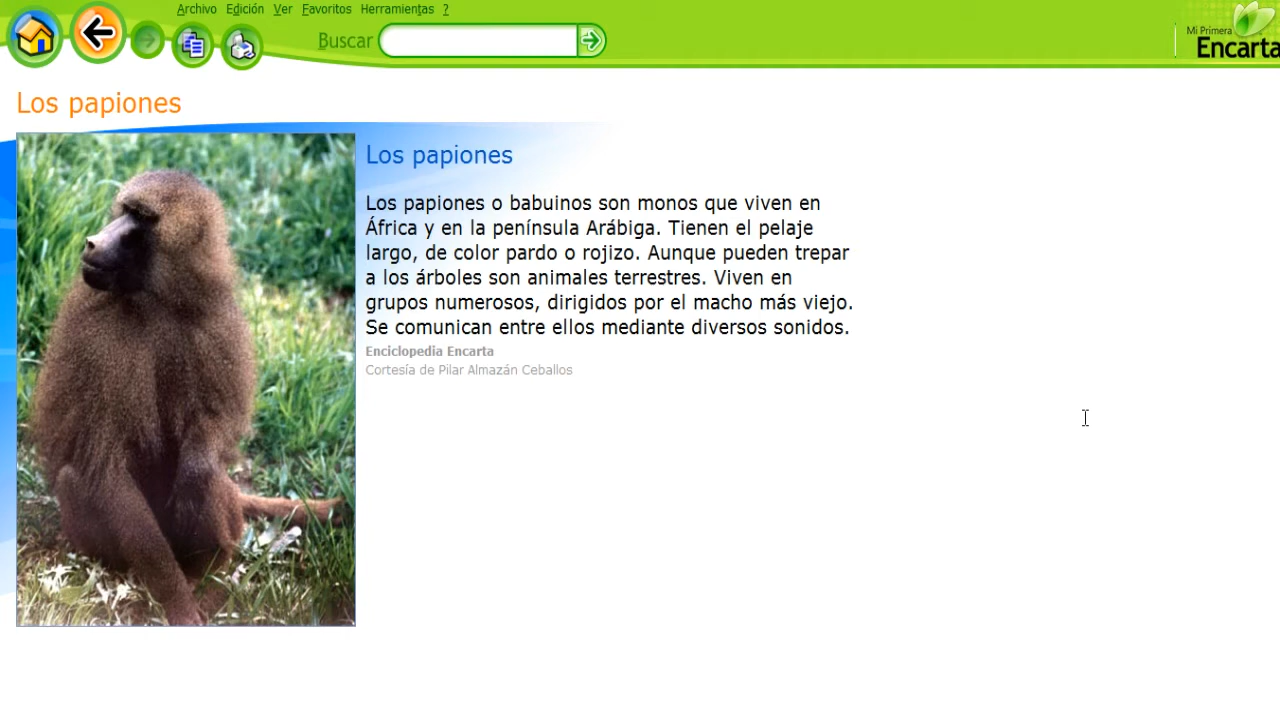 Archivo Edición Ver Favoritos Herramientas ?
Buscar
Mi Primera
Encarta
Los papiones
Los papiones
Los papiones o babuinos son monos que viven en
África y en la península Arábiga. Tienen el pelaje
largo, de color pardo o rojizo. Aunque pueden trepar
a los árboles son animales terrestres. Viven en
grupos numerosos, dirigidos por el macho más viejo.
Se comunican entre ellos mediante diversos sonidos.
Enciclopedia Encarta
Cortesía de Pilar Almazán Ceballos